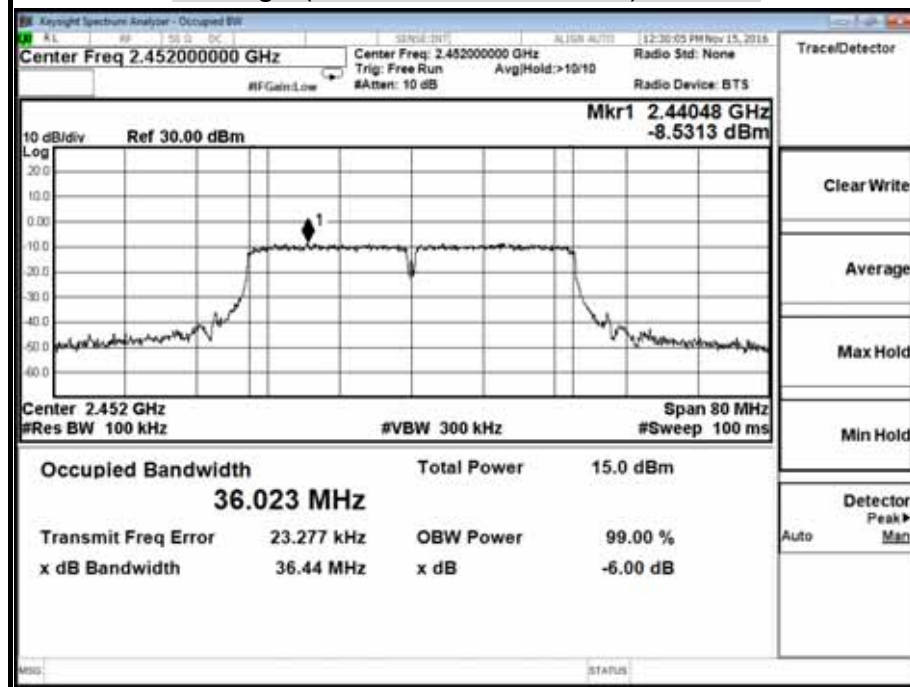 Keysight Spectrum Analyzer - Occupied BW
RL RF 50 Ω DC SENSE:INT ALIGN AUTO 12:30:05 PM Nov 15, 2016
Center Freq 2.452000000 GHz
Center Freq: 2.452000000 GHz
Radio Std: None
Trig: Free Run Avg|Hold:>10/10
#IFGain:Low #Atten: 10 dB Radio Device: BTS
Trace/Detector
Mkr1 2.44048 GHz
-8.5313 dBm
10 dB/div Ref 30.00 dBm
Log
20.0
10.0
0.00
-10.0
-20.0
-30.0
-40.0
-50.0
-60.0
1
Center 2.452 GHz Span 80 MHz
#Res BW 100 kHz #VBW 300 kHz #Sweep 100 ms
Occupied Bandwidth Total Power 15.0 dBm
36.023 MHz
Transmit Freq Error 23.277 kHz OBW Power 99.00 %
x dB Bandwidth 36.44 MHz x dB -6.00 dB
Clear Write
Average
Max Hold
Min Hold
Detector
Peak▶
Auto Man
MSG STATUS